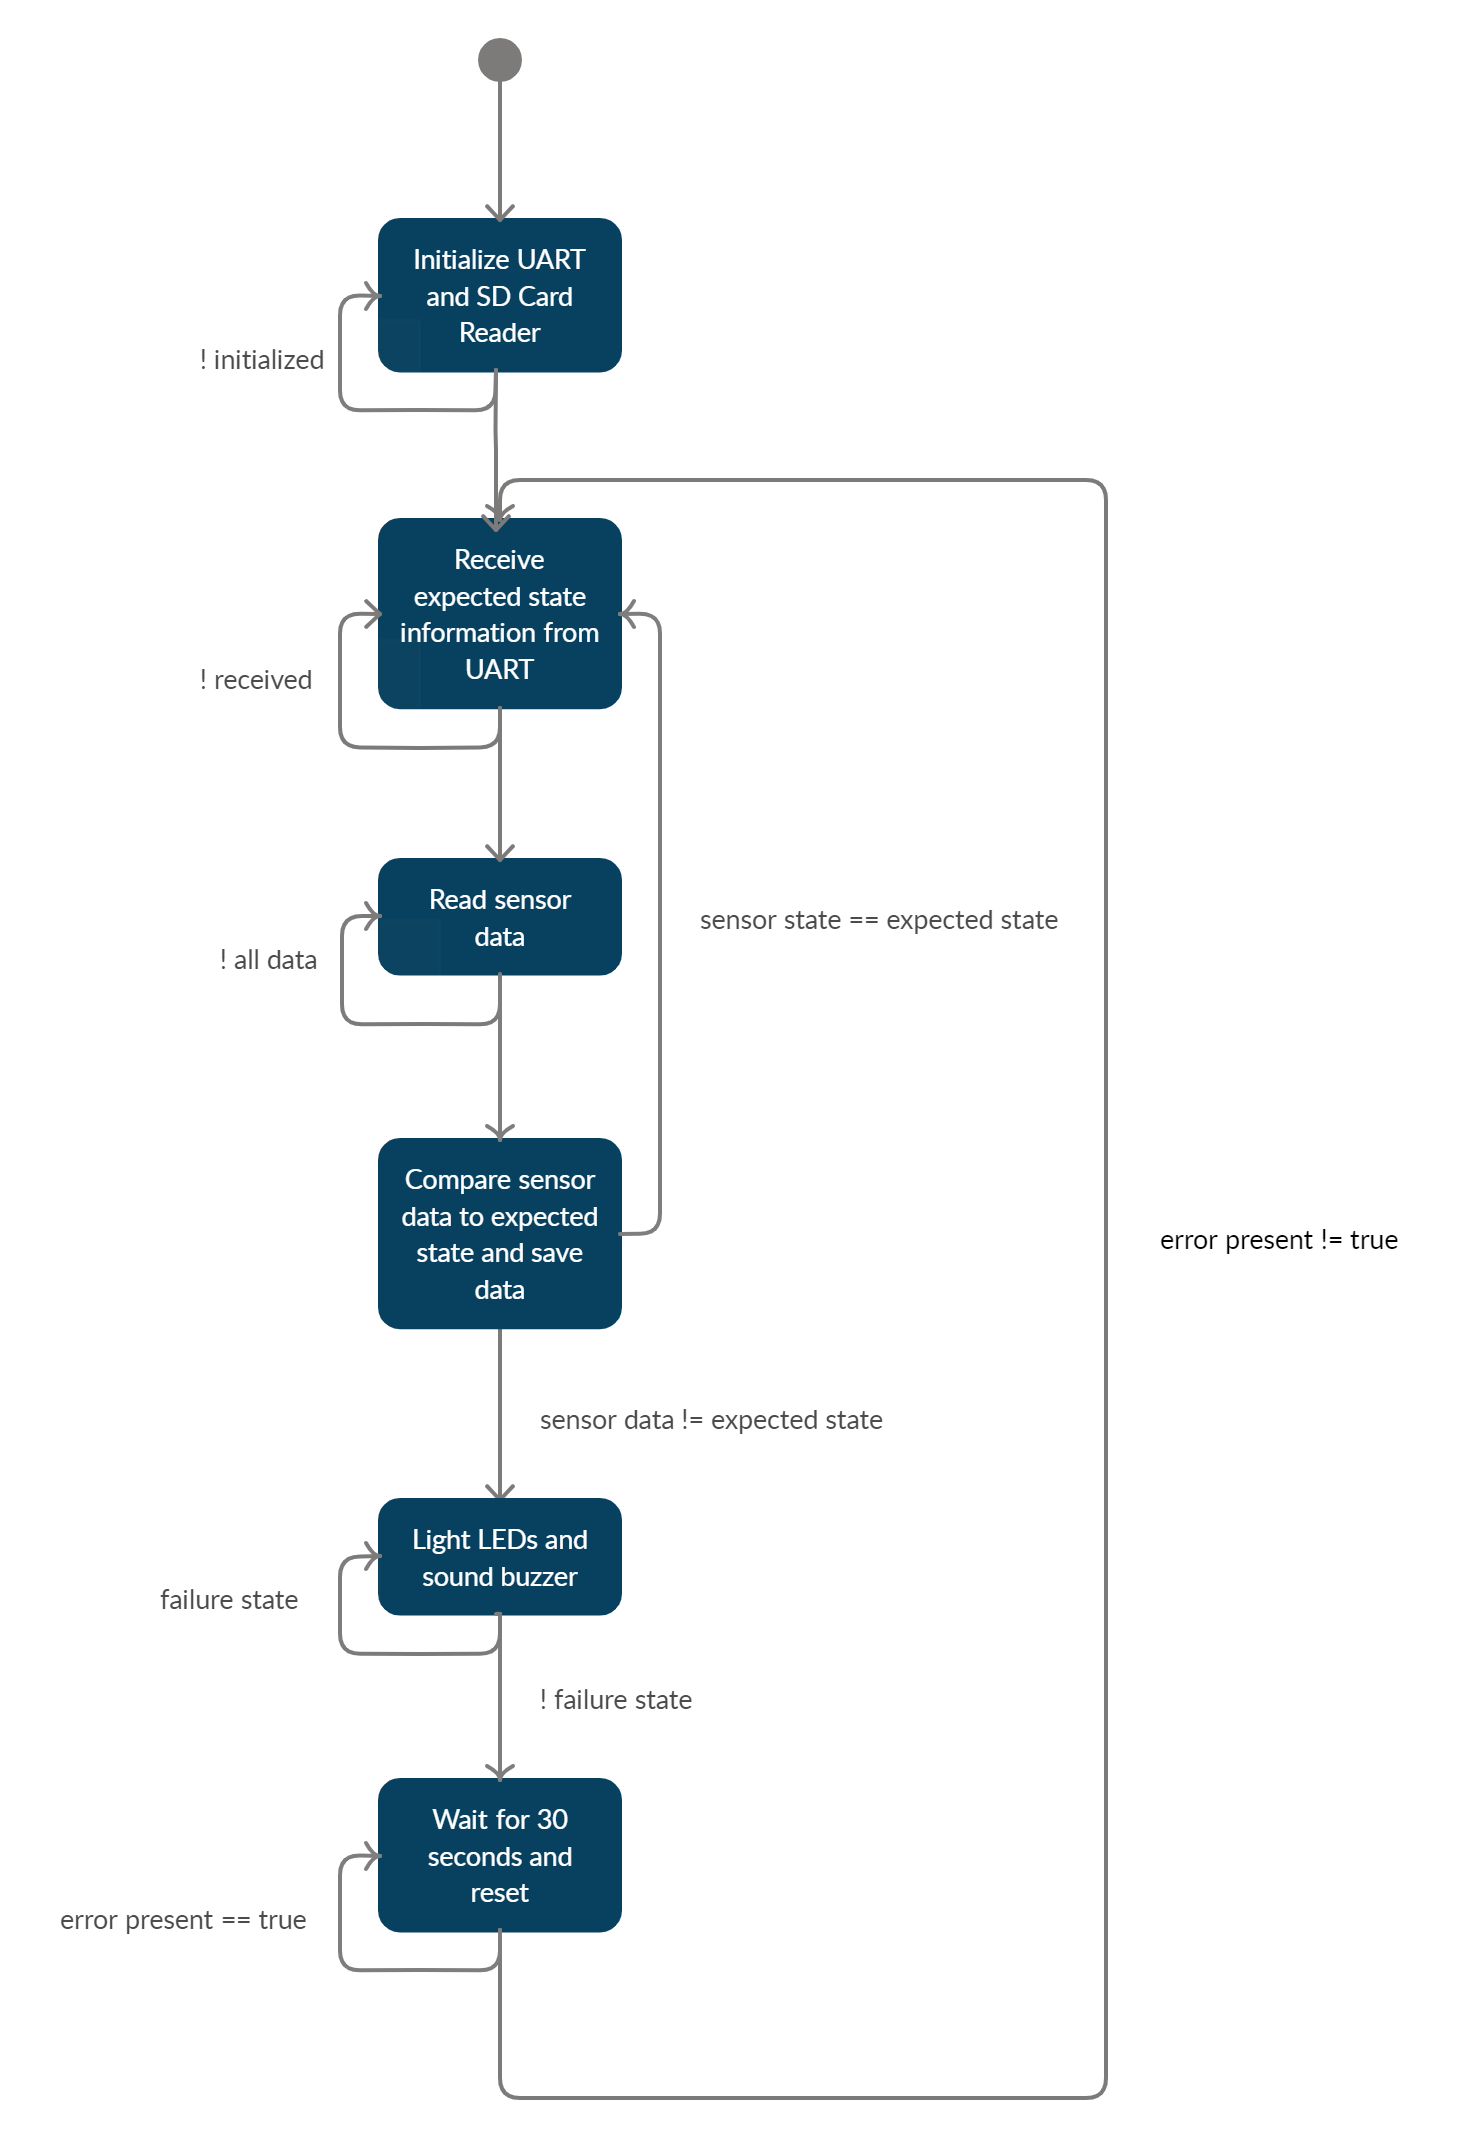 Initialize UART
and SD Card
Reader
! initialized
Receive
expected state
information from
UART
! received
Read sensor
data
! all data
sensor state == expected state
Compare sensor
data to expected
state and save
data
error present != true
sensor data != expected state
Light LEDs and
sound buzzer
failure state
! failure state
Wait for 30
seconds and
reset
error present == true